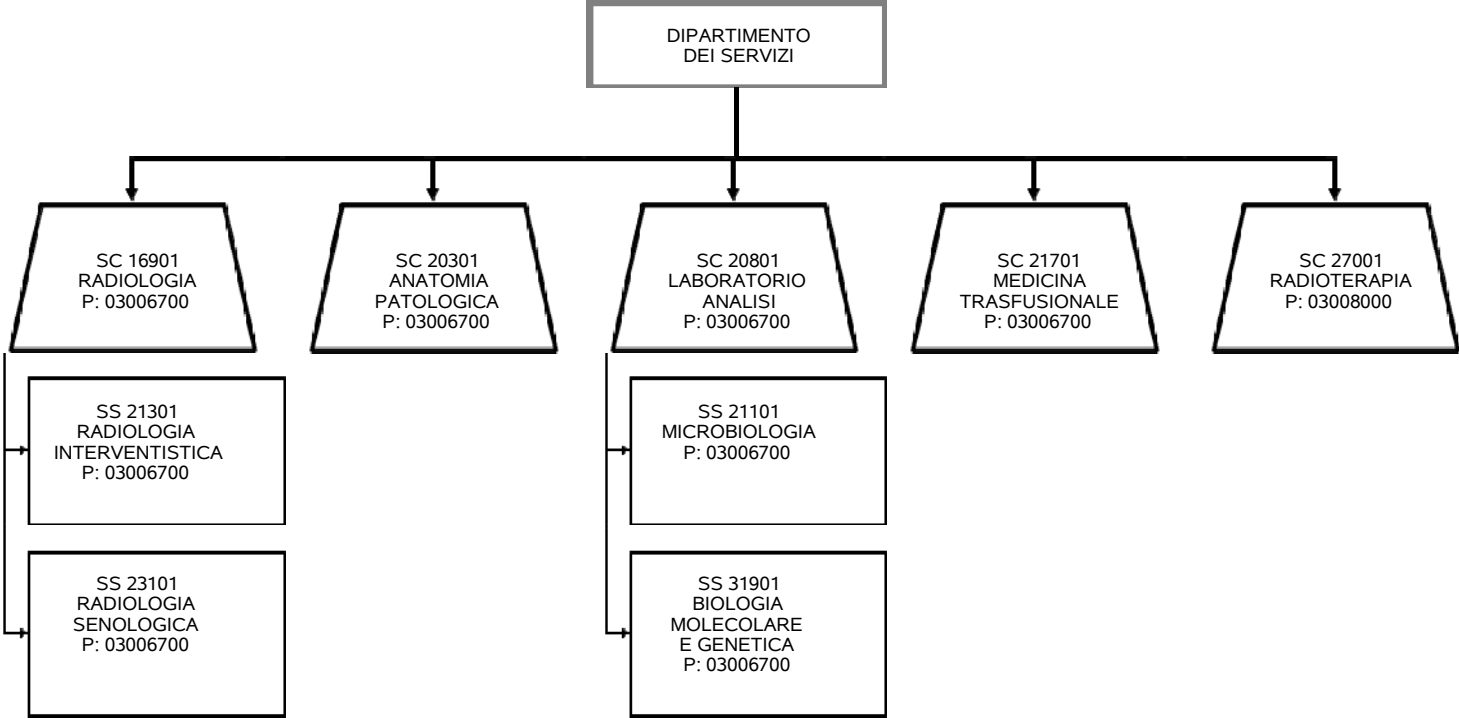 DIPARTIMENTO
DEI SERVIZI
SC 16901
RADIOLOGIA
P: 03006700
SC 20301
ANATOMIA
PATOLOGICA
P: 03006700
SC 20801
LABORATORIO
ANALISI
P: 03006700
SC 21701
MEDICINA
TRASFUSIONALE
P: 03006700
SC 27001
RADIOTERAPIA
P: 03008000
SS 21301
RADIOLOGIA
INTERVENTISTICA
P: 03006700
SS 21101
MICROBIOLOGIA
P: 03006700
SS 23101
RADIOLOGIA
SENOLOGICA
P: 03006700
SS 31901
BIOLOGIA
MOLECOLARE
E GENETICA
P: 03006700